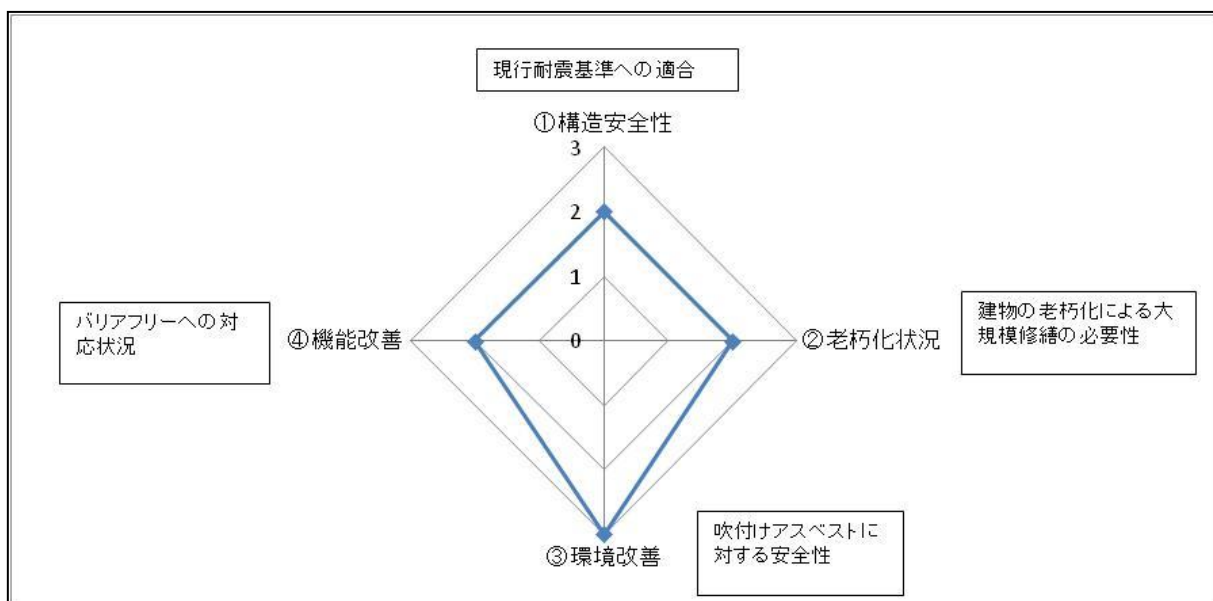 現行耐震基準への適合
①構造安全性
3
2
1
0
バリアフリーへの対
応状況
④機能改善
②老朽化状況
建物の老朽化による大
規模修繕の必要性
③環境改善
吹付けアスベストに
対する安全性